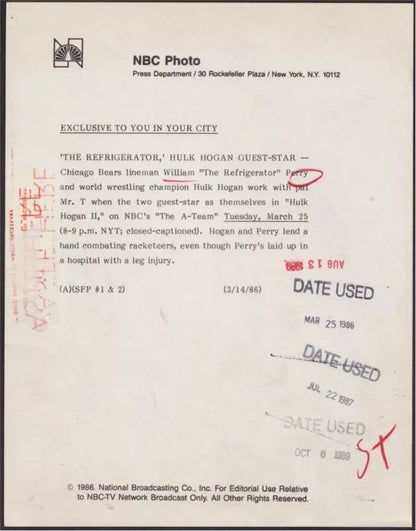 NBC Photo
Press Department / 30 Rockefeller Plaza / New York, N.Y. 10112
EXCLUSIVE TO YOU IN YOUR CITY
'THE REFRIGERATOR,' HULK HOGAN GUEST-STAR --
Chicago Bears lineman William "The Refrigerator" Perry
and world wrestling champion Hulk Hogan work with pal
Mr. T when the two guest-star as themselves in "Hulk
Hogan II," on NBC's "The A-Team" Tuesday, March 25
(8-9 p.m. NYT; closed-captioned). Hogan and Perry lend a
hand combating racketeers, even though Perry's laid up in
a hospital with a leg injury.
(A)(SFP #1 & 2) (3/14/86)
AUG 13 1986
DATE USED
MAR 25 1986
DATE USED
JUL 22 1987
DATE USED
OCT 6 1989
ST
© 1986. National Broadcasting Co., Inc. For Editorial Use Relative
to NBC-TV Network Broadcast Only. All Other Rights Reserved.